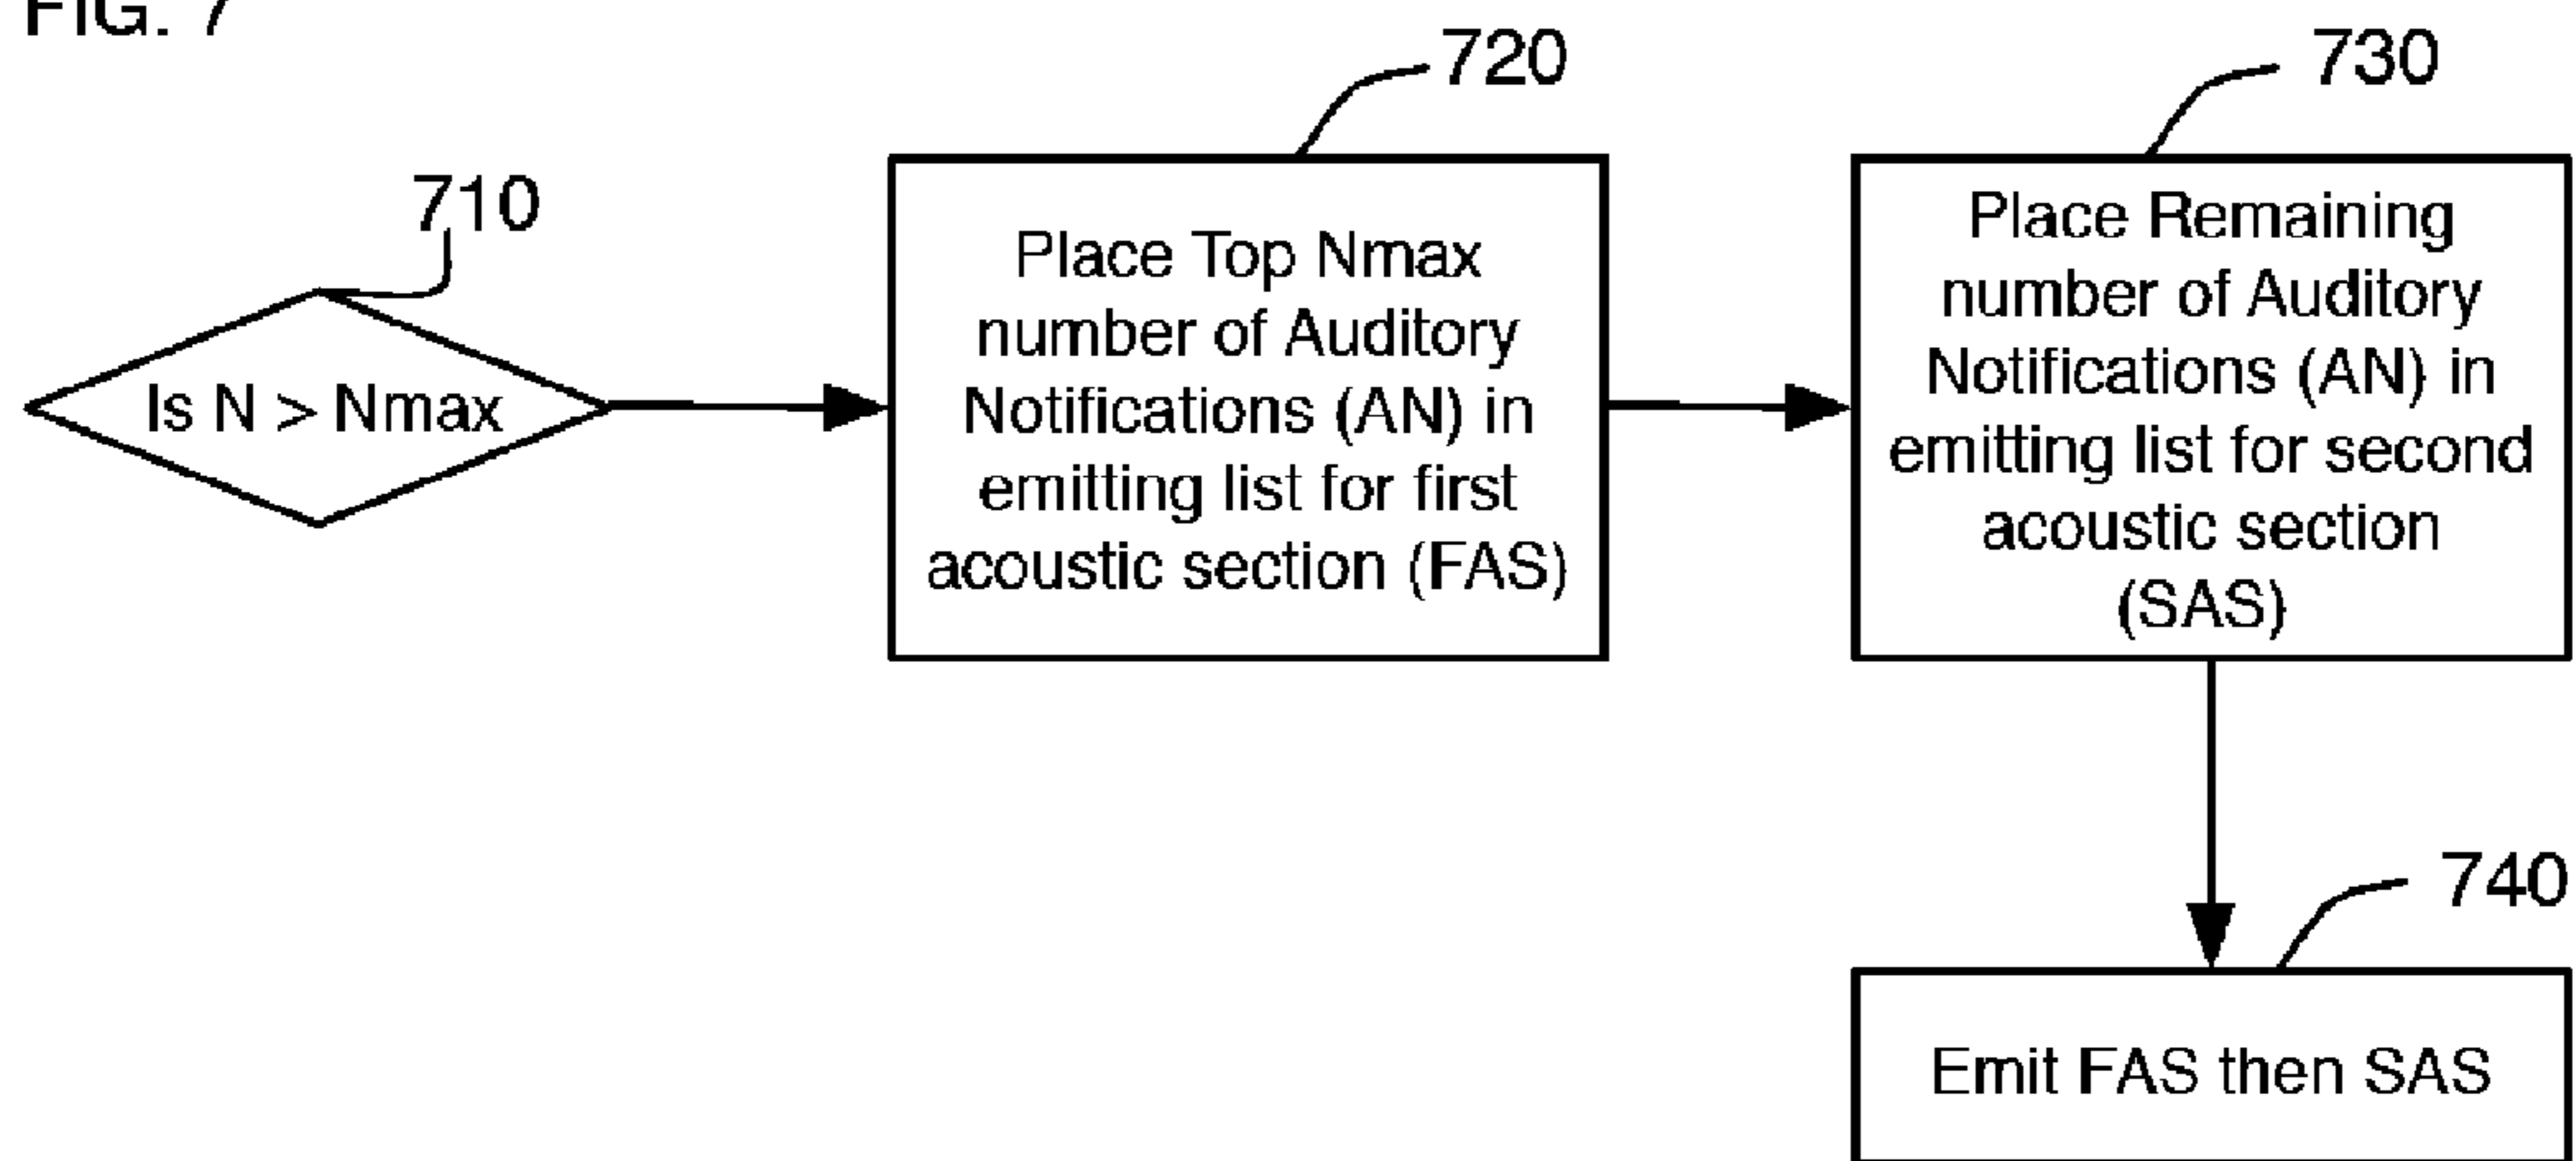 FIG. 7
710
Is N > Nmax
720
Place Top Nmax
number of Auditory
Notifications (AN) in
emitting list for first
acoustic section (FAS)
730
Place Remaining
number of Auditory
Notifications (AN) in
emitting list for second
acoustic section
(SAS)
740
Emit FAS then SAS